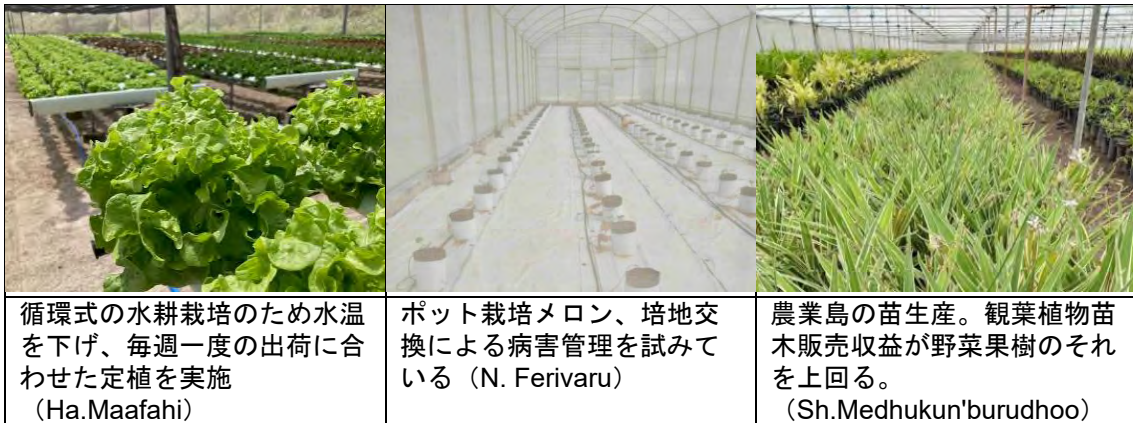 循環式の水耕栽培のため水温
を下げ、毎週一度の出荷に合
わせた定植を実施
（Ha.Maafahi）
ポット栽培メロン、培地交
換による病害管理を試みて
いる（N. Ferivaru）
農業島の苗生産。観葉植物苗
木販売収益が野菜果樹のそれ
を上回る。
（Sh.Medhukun'burudhoo）